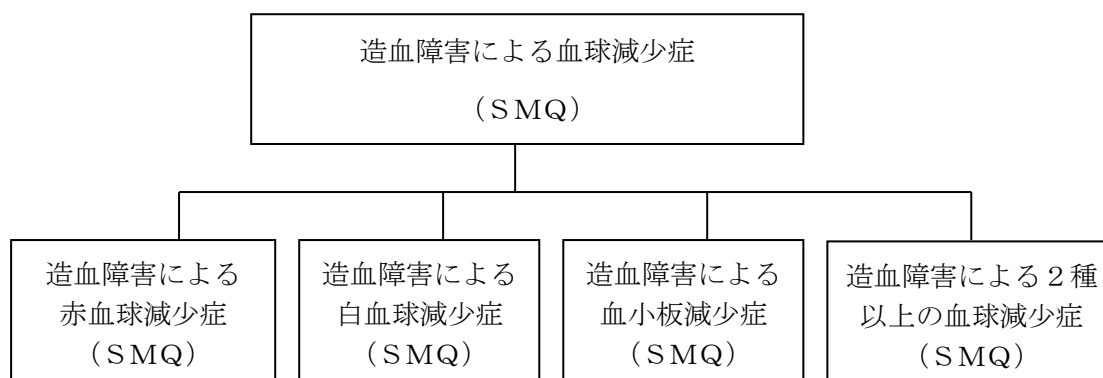 造血障害による血球減少症
（ＳＭＱ）
造血障害による
赤血球減少症
（ＳＭＱ）
造血障害による
白血球減少症
（ＳＭＱ）
造血障害による
血小板減少症
（ＳＭＱ）
造血障害による２種
以上の血球減少症
（ＳＭＱ）